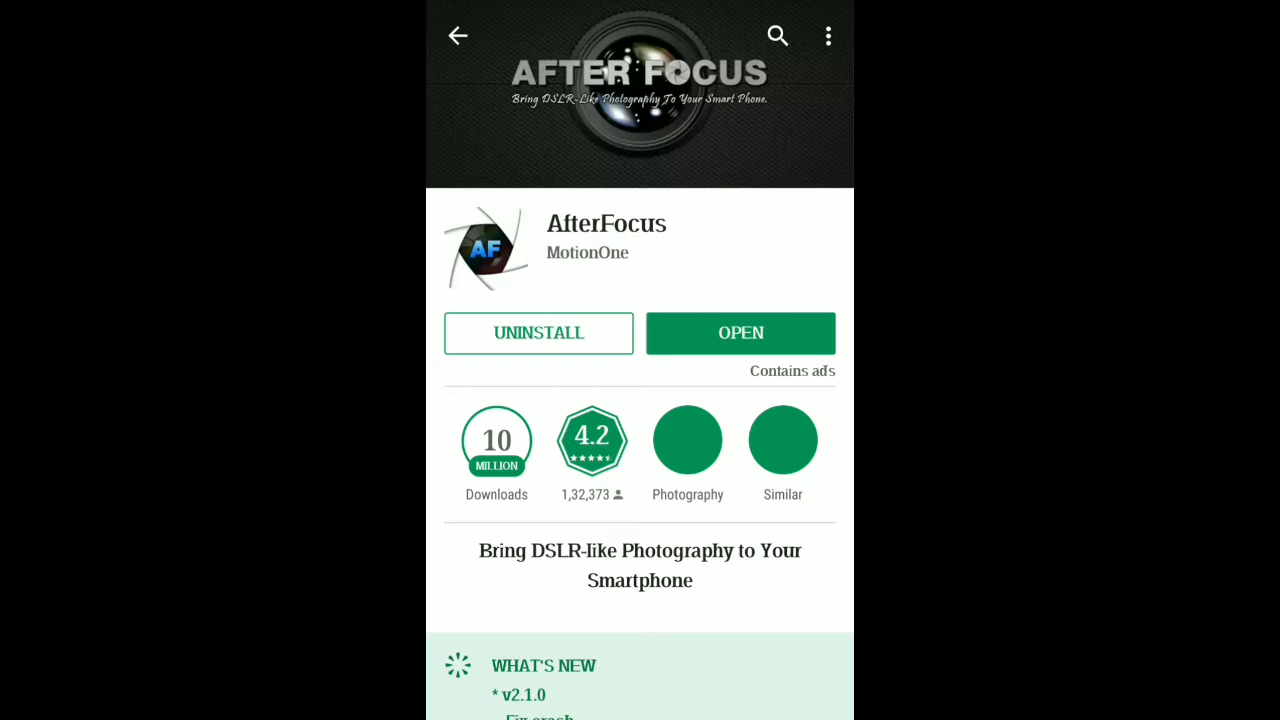 AFTER FOCUS
Bring DSLR-Like Photography To Your Smart Phone.
AF
AfterFocus
MotionOne
UNINSTALL
OPEN
Contains ads
10
MILLION
4.2
Downloads
1,32,373
Photography
Similar
Bring DSLR-like Photography to Your
Smartphone
WHAT'S NEW
* v2.1.0
- Fix crash